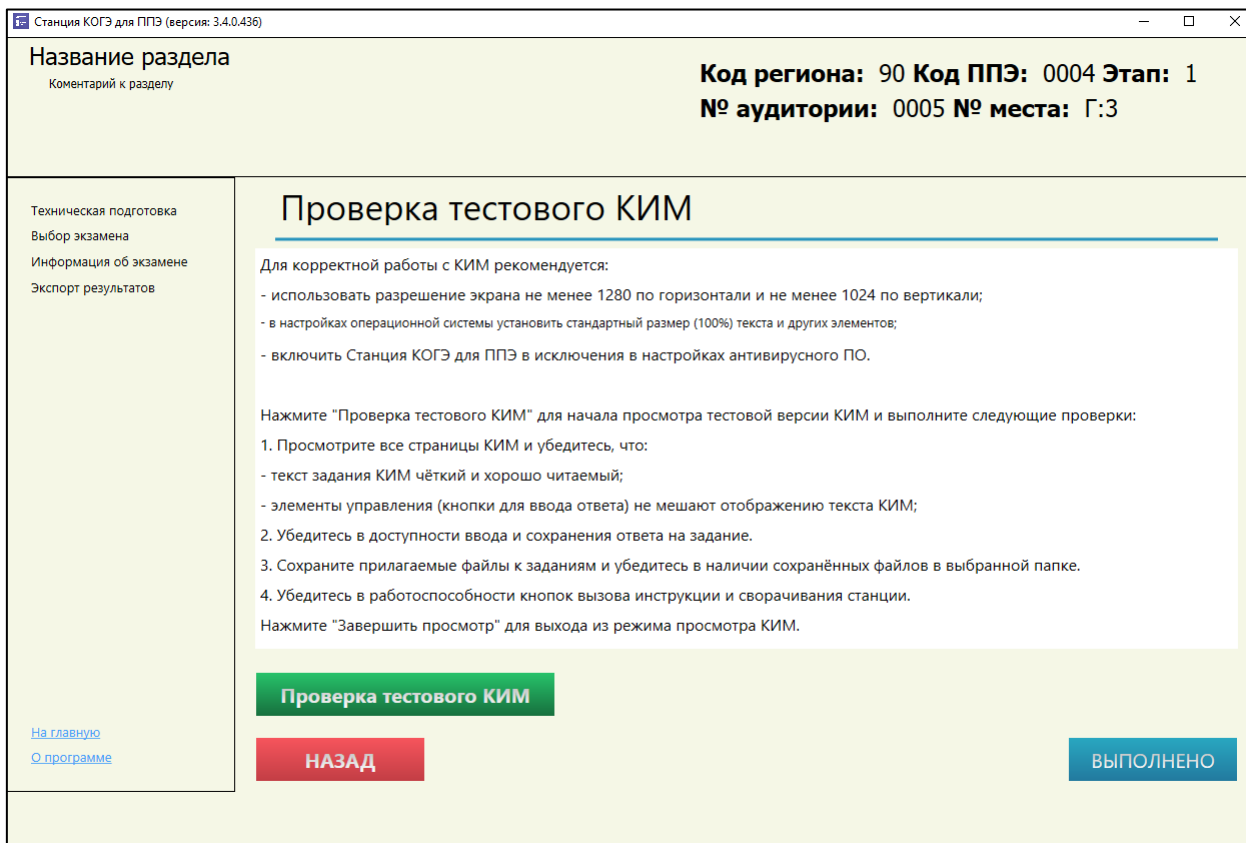 Станция КОГЭ для ППЭ (версия: 3.4.0.436)
Название раздела
Коментарий к разделу
Код региона: 90 Код ППЭ: 0004 Этап: 1
№ аудитории: 0005 № места: Г:3
Техническая подготовка
Выбор экзамена
Информация об экзамене
Экспорт результатов
На главную
О программе
Проверка тестового КИМ
Для корректной работы с КИМ рекомендуется:
- использовать разрешение экрана не менее 1280 по горизонтали и не менее 1024 по вертикали;
- в настройках операционной системы установить стандартный размер (100%) текста и других элементов;
- включить Станция КОГЭ для ППЭ в исключения в настройках антивирусного ПО.
Нажмите "Проверка тестового КИМ" для начала просмотра тестовой версии КИМ и выполните следующие проверки:
1. Просмотрите все страницы КИМ и убедитесь, что:
- текст задания КИМ чёткий и хорошо читаемый;
- элементы управления (кнопки для ввода ответа) не мешают отображению текста КИМ;
2. Убедитесь в доступности ввода и сохранения ответа на задание.
3. Сохраните прилагаемые файлы к заданиям и убедитесь в наличии сохранённых файлов в выбранной папке.
4. Убедитесь в работоспособности кнопок вызова инструкции и сворачивания станции.
Нажмите "Завершить просмотр" для выхода из режима просмотра КИМ.
Проверка тестового КИМ
НАЗАД
ВЫПОЛНЕНО